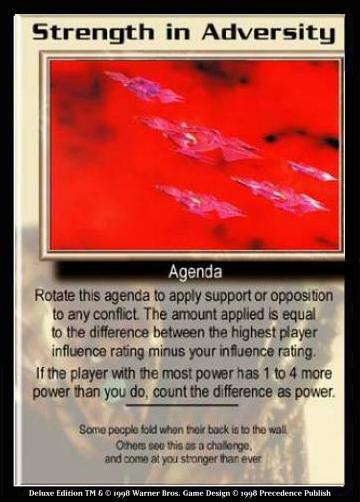 Strength in Adversity
Agenda
Rotate this agenda to apply support or opposition
to any conflict. The amount applied is equal
to the difference between the highest player
influence rating minus your influence rating.
If the player with the most power has 1 to 4 more
power than you do, count the difference as power.
Some people fold when their back is to the wall.
Others see this as a challenge,
and come at you stronger than ever.
Deluxe Edition TM & © 1998 Warner Bros. Game Design © 1998 Precedence Publish